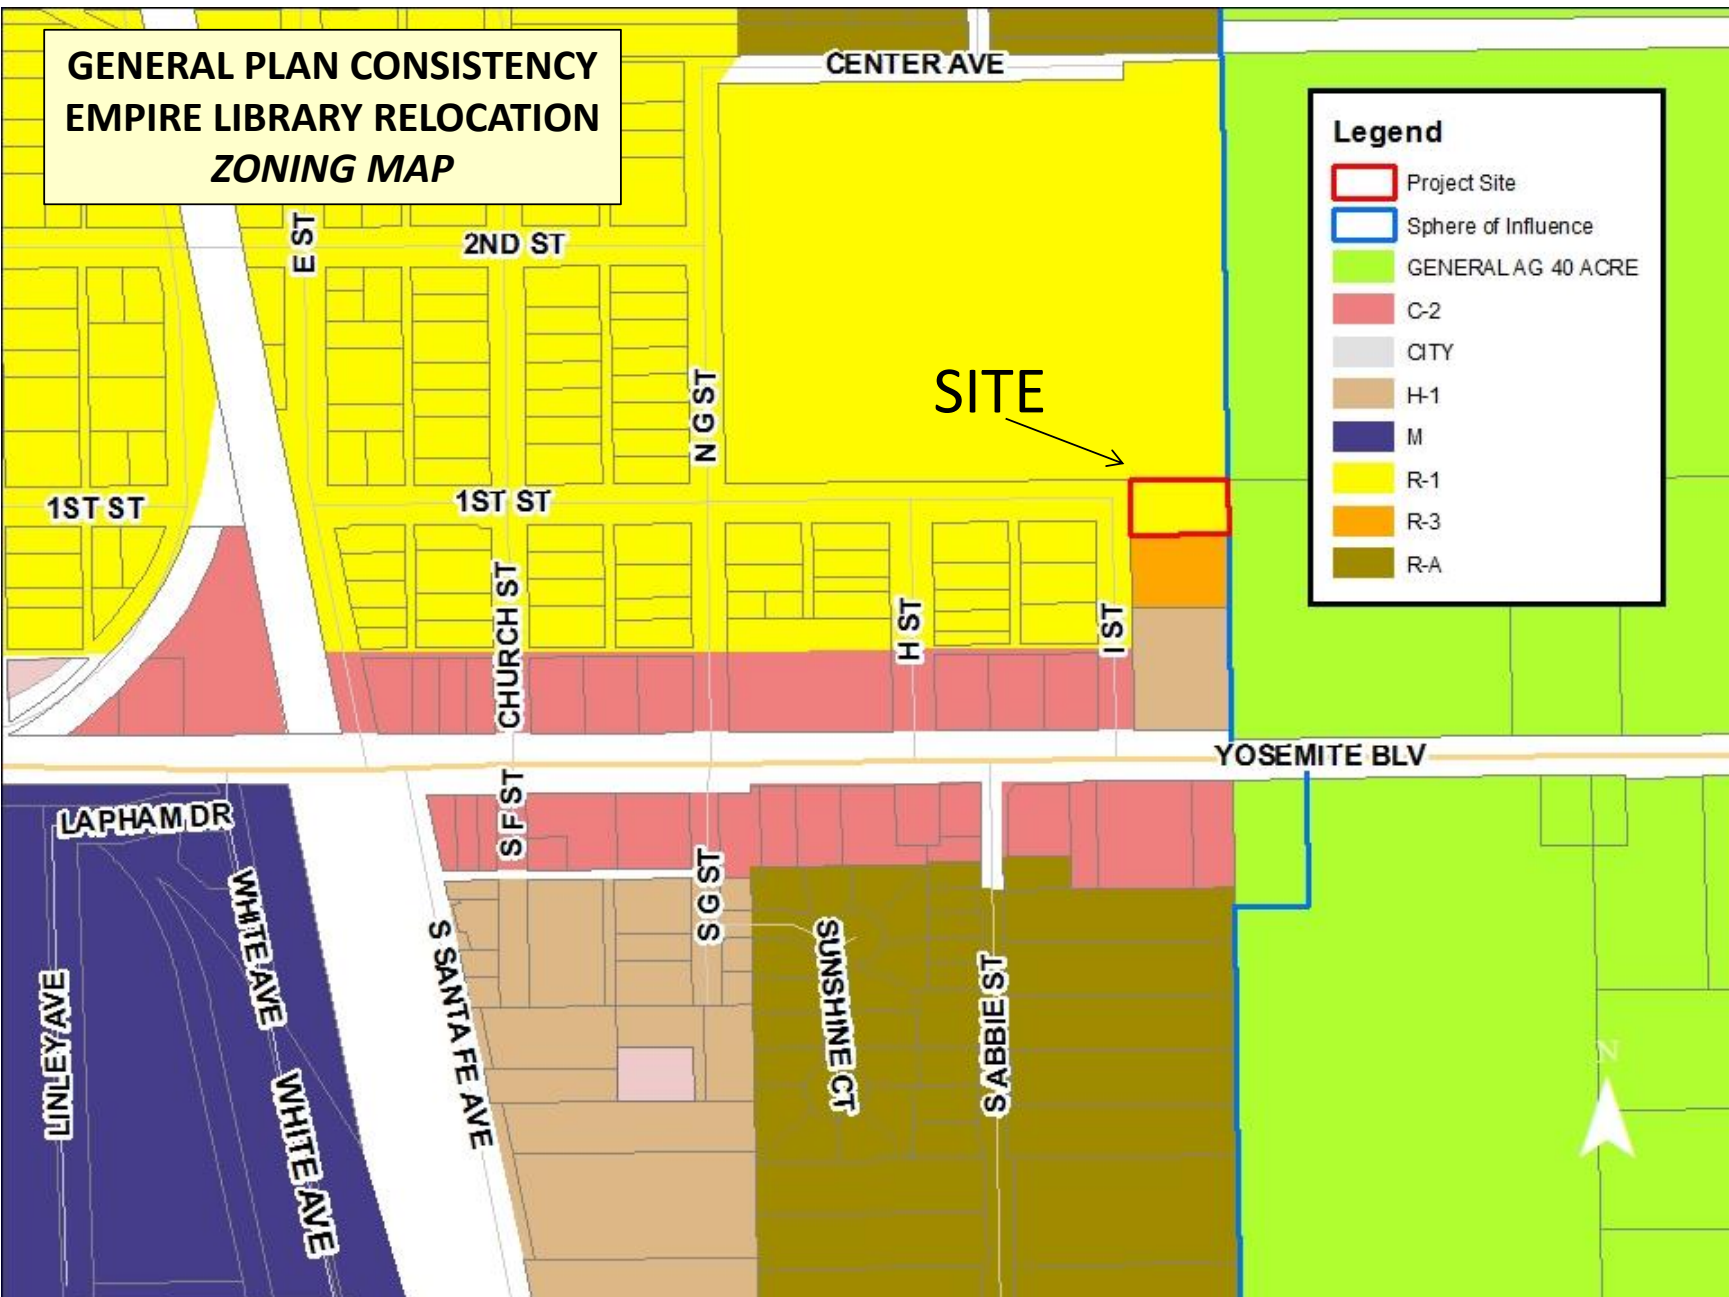 GENERAL PLAN CONSISTENCY
EMPIRE LIBRARY RELOCATION
ZONING MAP
CENTER AVE
Legend
Project Site
Sphere of Influence
GENERAL AG 40 ACRE
C-2
CITY
H-1
M
R-1
R-3
R-A
E ST
2ND ST
N G ST
SITE
1ST ST
1ST ST
CHURCH ST
H ST
I ST
YOSEMITE BLV
LAPHAM DR
S F ST
S G ST
WHITE AVE
S SANTA FE AVE
SUNSHINE CT
S ABBIE ST
LINLEY AVE
WHITE AVE
N